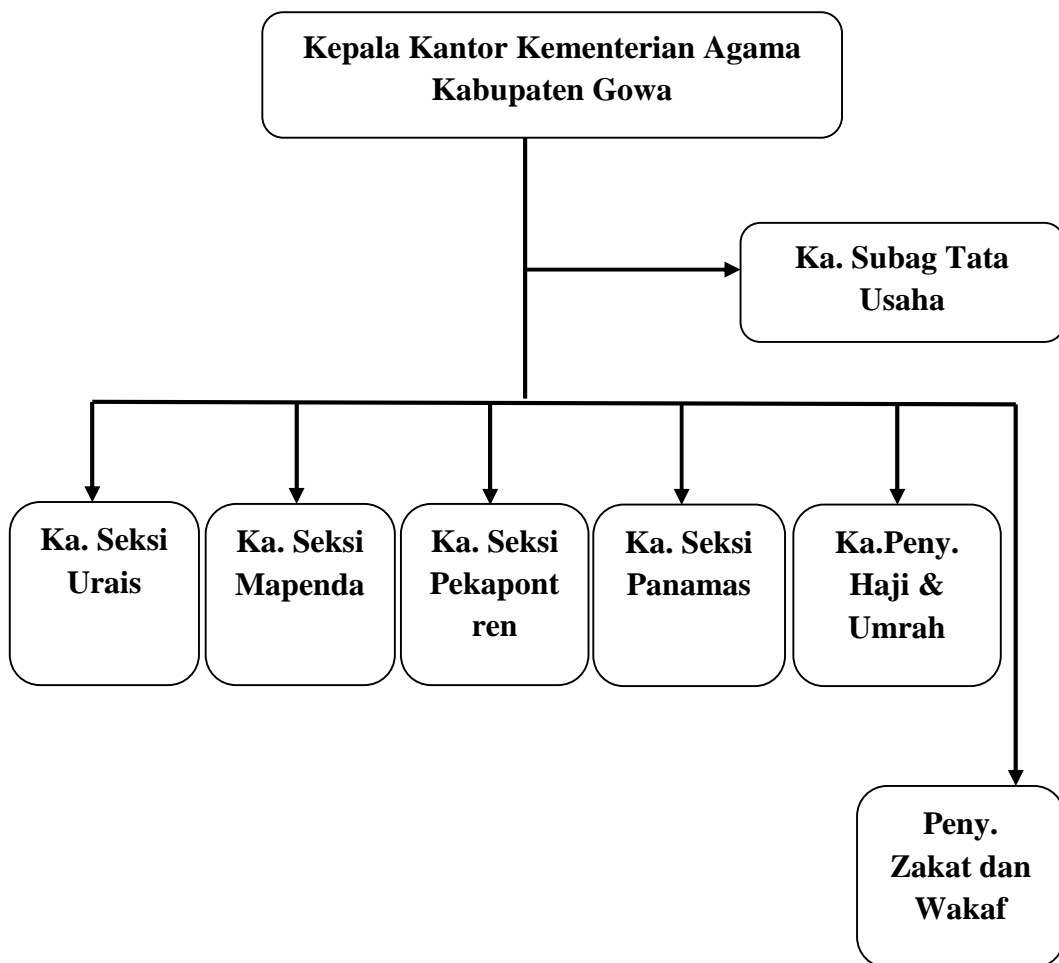 Kepala Kantor Kementerian Agama
Kabupaten Gowa
Ka. Subag Tata
Usaha
Ka. Seksi
Urais
Ka. Seksi
Mapenda
Ka. Seksi
Pekapont
ren
Ka. Seksi
Panamas
Ka.Peny.
Haji &
Umrah
Peny.
Zakat dan
Wakaf